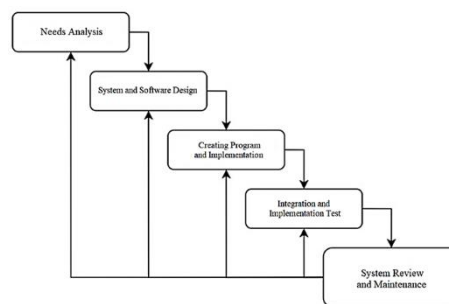 Needs Analysis
System and Software Design
Creating Program
and Implementation
Integration and
Implementation Test
System Review
and Maintenance